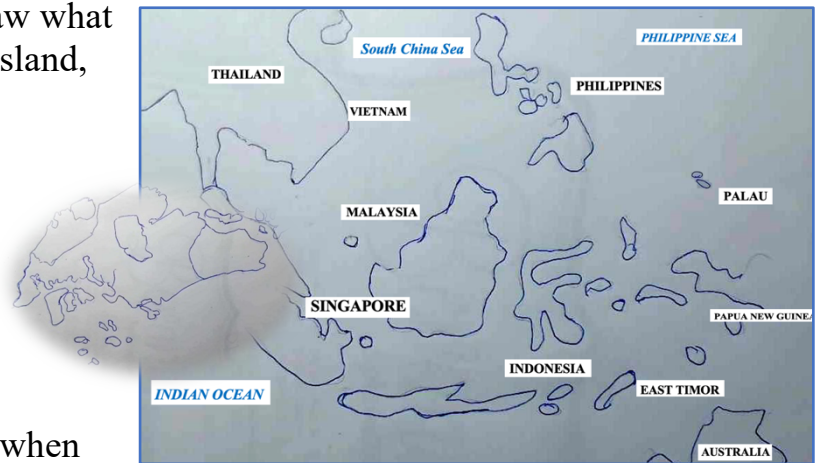 aw what
sland,
South China Sea
PHILIPPINE SEA
THAILAND
PHILIPPINES
VIETNAM
PALAU
MALAYSIA
SINGAPORE
PAPUA NEW GUINEA
INDONESIA
EAST TIMOR
INDIAN OCEAN
when
AUSTRALIA